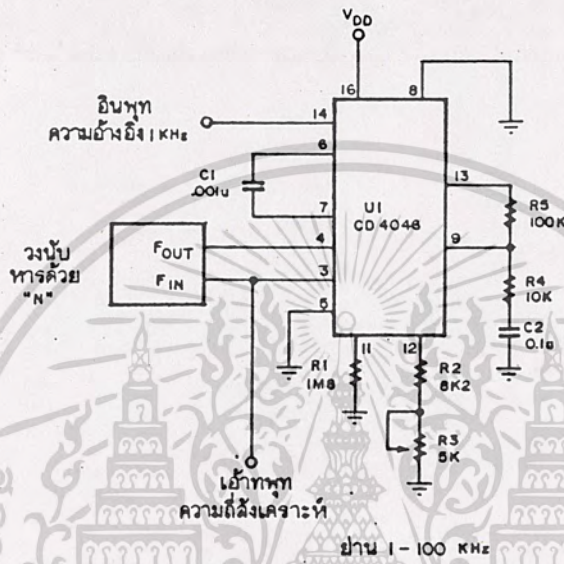 VDD
16
8
อินพุท
ความอ้างอิง 1 KHz
14
6
C1
.001u
7
13
R5
100K
U1
CD 4046
วงนับ
หารด้วย
"N"
FOUT
4
9
FIN
3
R4
10K
5
C2
0.1u
11
12
R1
1M8
R2
8K2
R3
5K
เอ้าทพุท
ความถี่สังเคราะห์
ย่าน 1-100 KHz